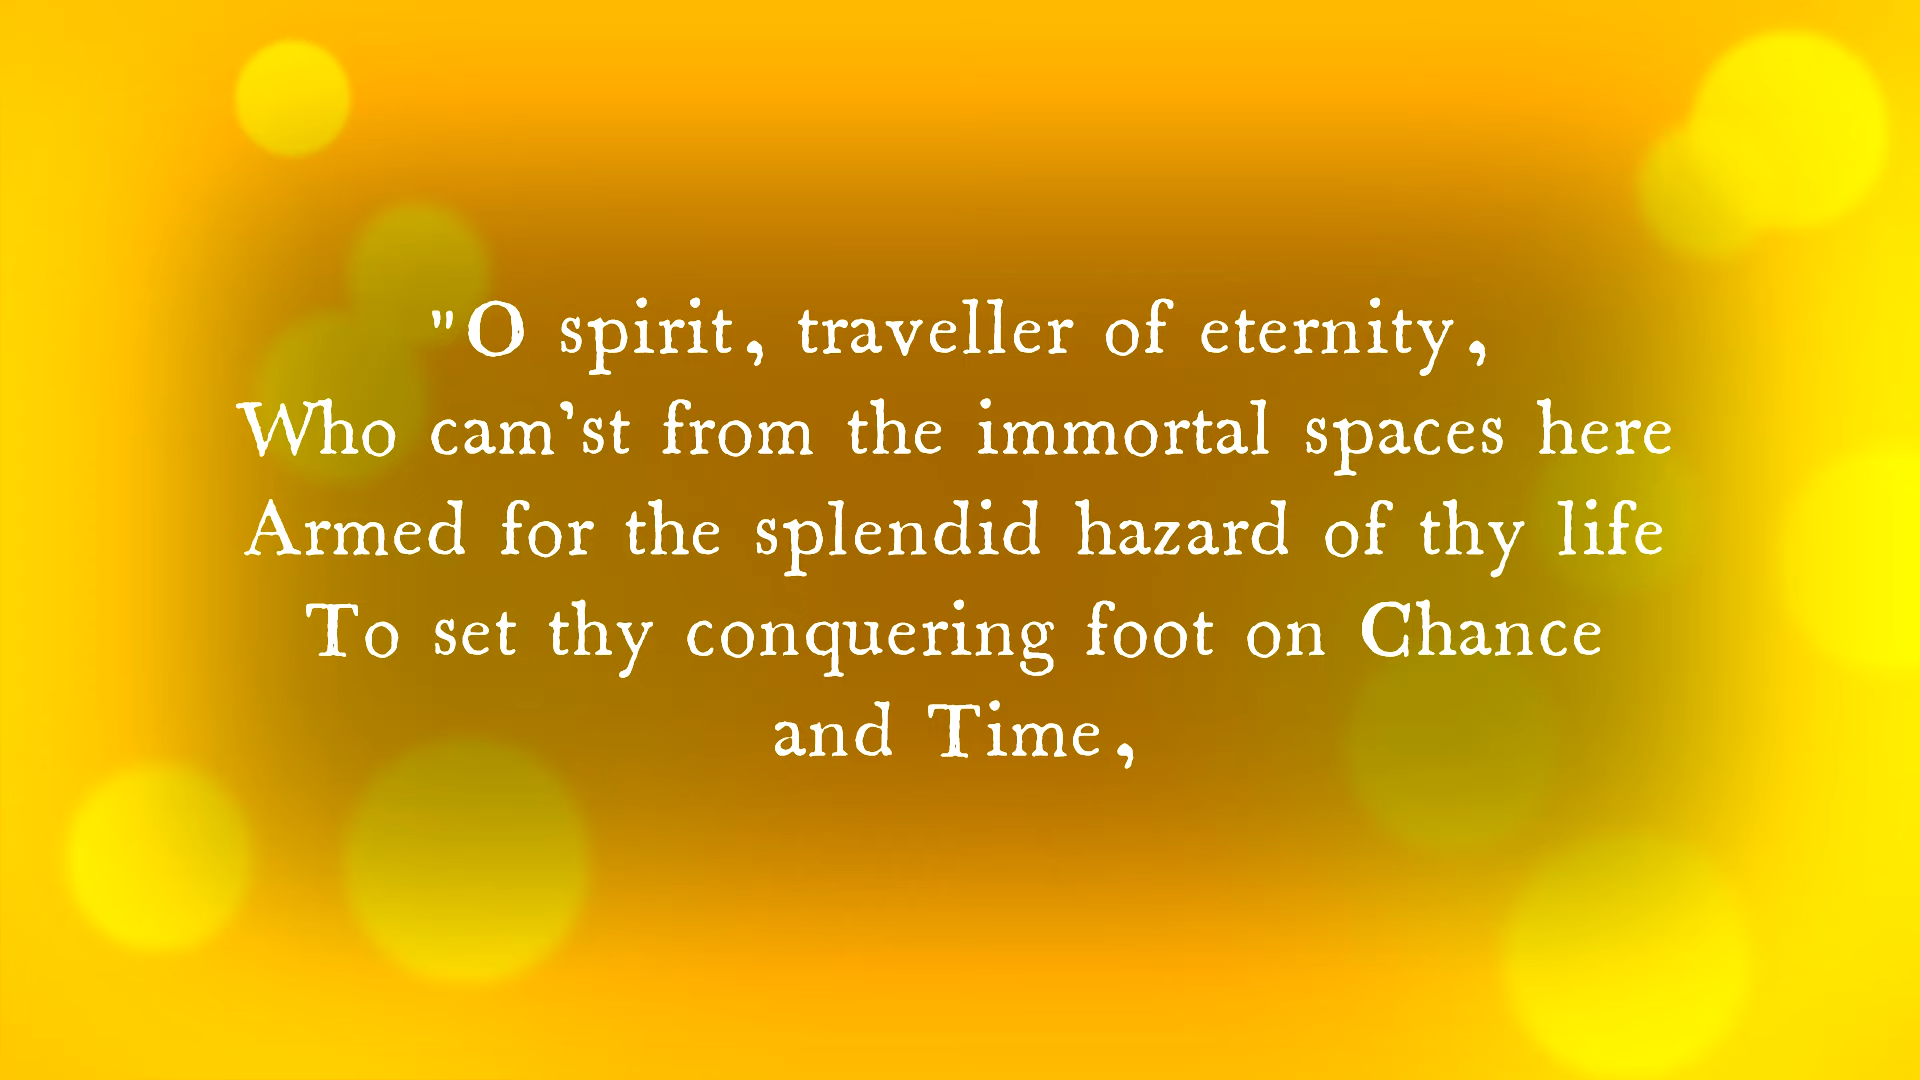 "O spirit, traveller of eternity,
Who cam'st from the immortal spaces here
Armed for the splendid hazard of thy life
To set thy conquering foot on Chance
and Time,